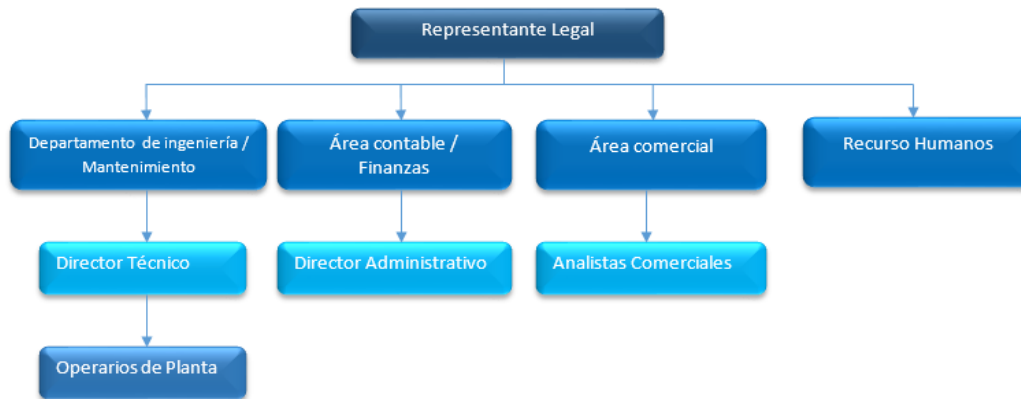 Representante Legal
Departamento de ingeniería /
Mantenimiento
Área contable /
Finanzas
Área comercial
Recurso Humanos
Director Técnico
Director Administrativo
Analistas Comerciales
Operarios de Planta